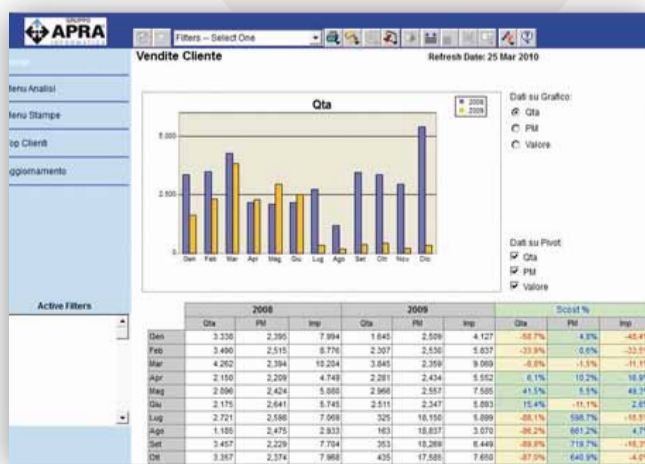 GRUPPO
APRA
INFORMATICA
Filters -- Select One
Vendite Cliente
Refresh Date: 25 Mar 2010
Menu Analisi
Menu Stampe
Top Clienti
Aggiornamento
Active Filters
Qta
2008
2009
5.000
2.500
0
Gen Feb Mar Apr Mag Giu Lug Ago Set Ott Nov Dic
Dati su Grafico:
Qta
PM
Valore
Dati su Pivot:
Qta
PM
Valore
2008 2009 Scost %
Qta PM Imp Qta PM Imp Qta PM Imp
Gen 3.338 2,395 7.994 1.645 2,509 4.127 -50,7% 4,8% -48,4%
Feb 3.490 2,515 8.776 2.307 2,530 5.837 -33,9% 0,6% -33,5%
Mar 4.262 2,394 10.204 3.845 2,359 9.069 -9,8% -1,5% -11,1%
Apr 2.150 2,209 4.749 2.281 2,434 5.552 6,1% 10,2% 16,9%
Mag 2,424 2,557 7.585 41,5% 5,5% 49,3%
Giu 2.175 2,641 5.745 2.511 2,347 5.893 15,4% -11,1% 2,6%
Lug 2.721 2,598 7.069 325 18,150 5.899 -88,1% 598,7% -16,5%
Ago 1.185 2,475 2.933 163 18,837 3.070 -86,2% 661,2% 4,7%
Set 3.457 2,229 7.704 353 18,269 6.449 -89,8% 719,7% -16,3%
Ott 3.357 2,374 7.968 435 17,585 7.650 -87,0% 640,9% -4,0%